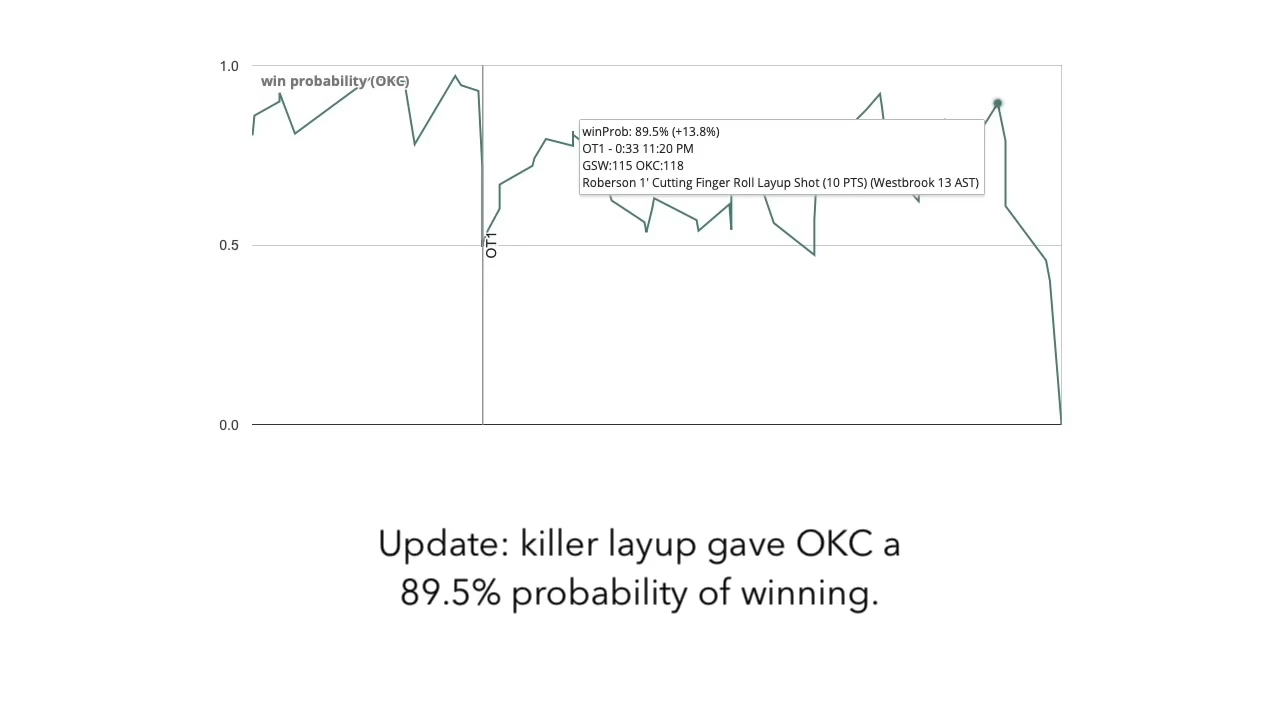 1.0
win probability (OKC)
winProb: 89.5% (+13.8%)
OT1 - 0:33 11:20 PM
GSW:115 OKC:118
Roberson 1' Cutting Finger Roll Layup Shot (10 PTS) (Westbrook 13 AST)
0.5
OT1
0.0
Update: killer layup gave OKC a
89.5% probability of winning.